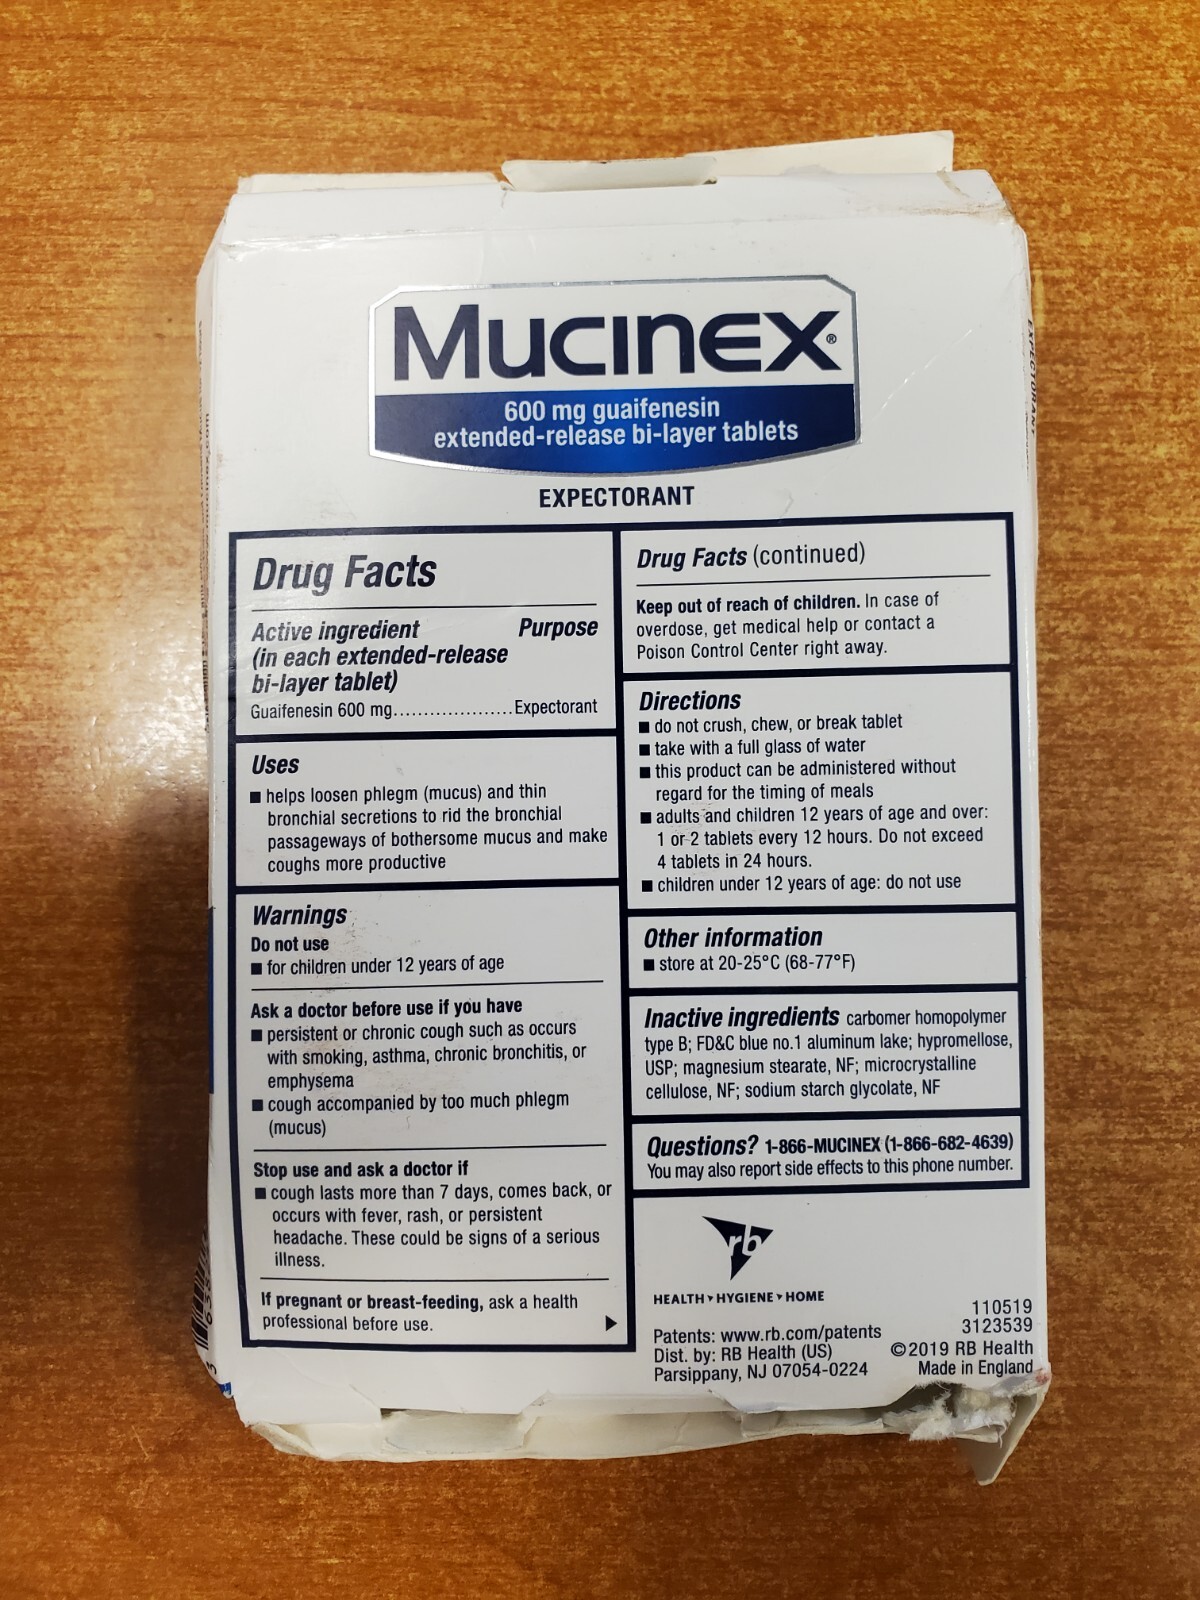 Mucinex®
600 mg guaifenesin
extended-release bi-layer tablets
EXPECTORANT
Drug Facts
Active ingredient Purpose
(in each extended-release
bi-layer tablet)
Guaifenesin 600 mg....................Expectorant
Uses
■ helps loosen phlegm (mucus) and thin
bronchial secretions to rid the bronchial
passageways of bothersome mucus and make
coughs more productive
Warnings
Do not use
■ for children under 12 years of age
Ask a doctor before use if you have
■ persistent or chronic cough such as occurs
with smoking, asthma, chronic bronchitis, or
emphysema
■ cough accompanied by too much phlegm
(mucus)
Stop use and ask a doctor if
■ cough lasts more than 7 days, comes back, or
occurs with fever, rash, or persistent
headache. These could be signs of a serious
illness.
If pregnant or breast-feeding, ask a health
professional before use.
Drug Facts (continued)
Keep out of reach of children. In case of
overdose, get medical help or contact a
Poison Control Center right away.
Directions
■ do not crush, chew, or break tablet
■ take with a full glass of water
■ this product can be administered without
regard for the timing of meals
■ adults and children 12 years of age and over:
1 or 2 tablets every 12 hours. Do not exceed
4 tablets in 24 hours.
■ children under 12 years of age: do not use
Other information
■ store at 20-25°C (68-77°F)
Inactive ingredients carbomer homopolymer
type B; FD&C blue no.1 aluminum lake; hypromellose,
USP; magnesium stearate, NF; microcrystalline
cellulose, NF; sodium starch glycolate, NF
Questions? 1-866-MUCINEX (1-866-682-4639)
You may also report side effects to this phone number.
rb
HEALTH HYGIENE HOME
Patents: www.rb.com/patents
Dist. by: RB Health (US)
Parsippany, NJ 07054-0224
110519
3123539
©2019 RB Health
Made in England
EXPECTORANT